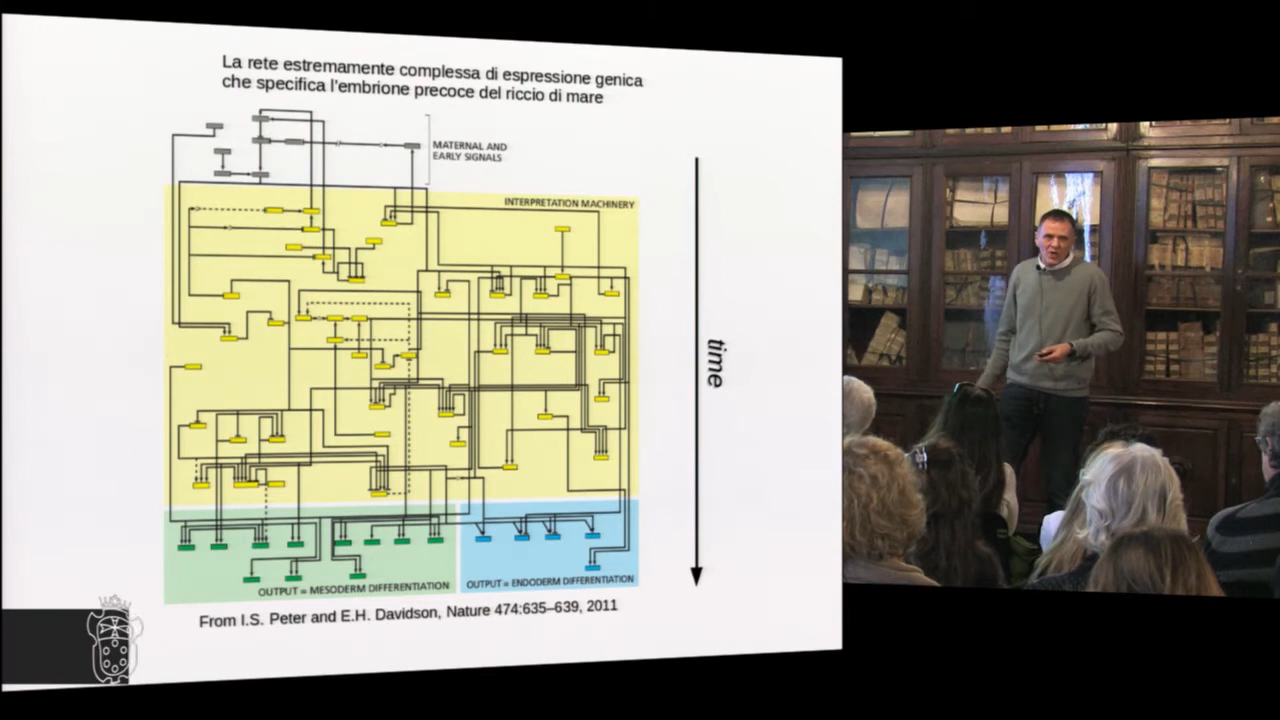 La rete estremamente complessa di espressione genica
che specifica l'embrione precoce del riccio di mare
MATERNAL AND
EARLY SIGNALS
INTERPRETATION MACHINERY
time
OUTPUT = MESODERM DIFFERENTIATION
OUTPUT = ENDODERM DIFFERENTIATION
From I.S. Peter and E.H. Davidson, Nature 474:635–639, 2011